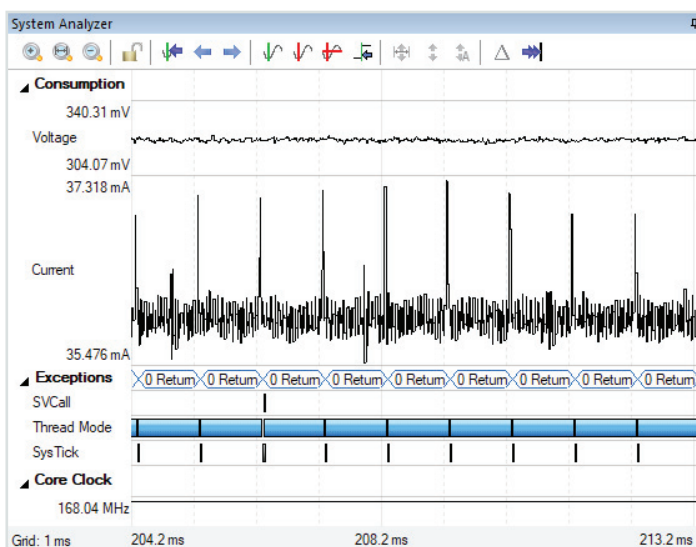 System Analyzer
Consumption
340.31 mV
Voltage
304.07 mV
37.318 mA
Current
35.476 mA
Exceptions
0 Return 0 Return 0 Return 0 Return 0 Return 0 Return 0 Return 0 Return 0 Return
SVCall
Thread Mode
SysTick
Core Clock
168.04 MHz
Grid: 1 ms 204.2 ms 208.2 ms 213.2 ms